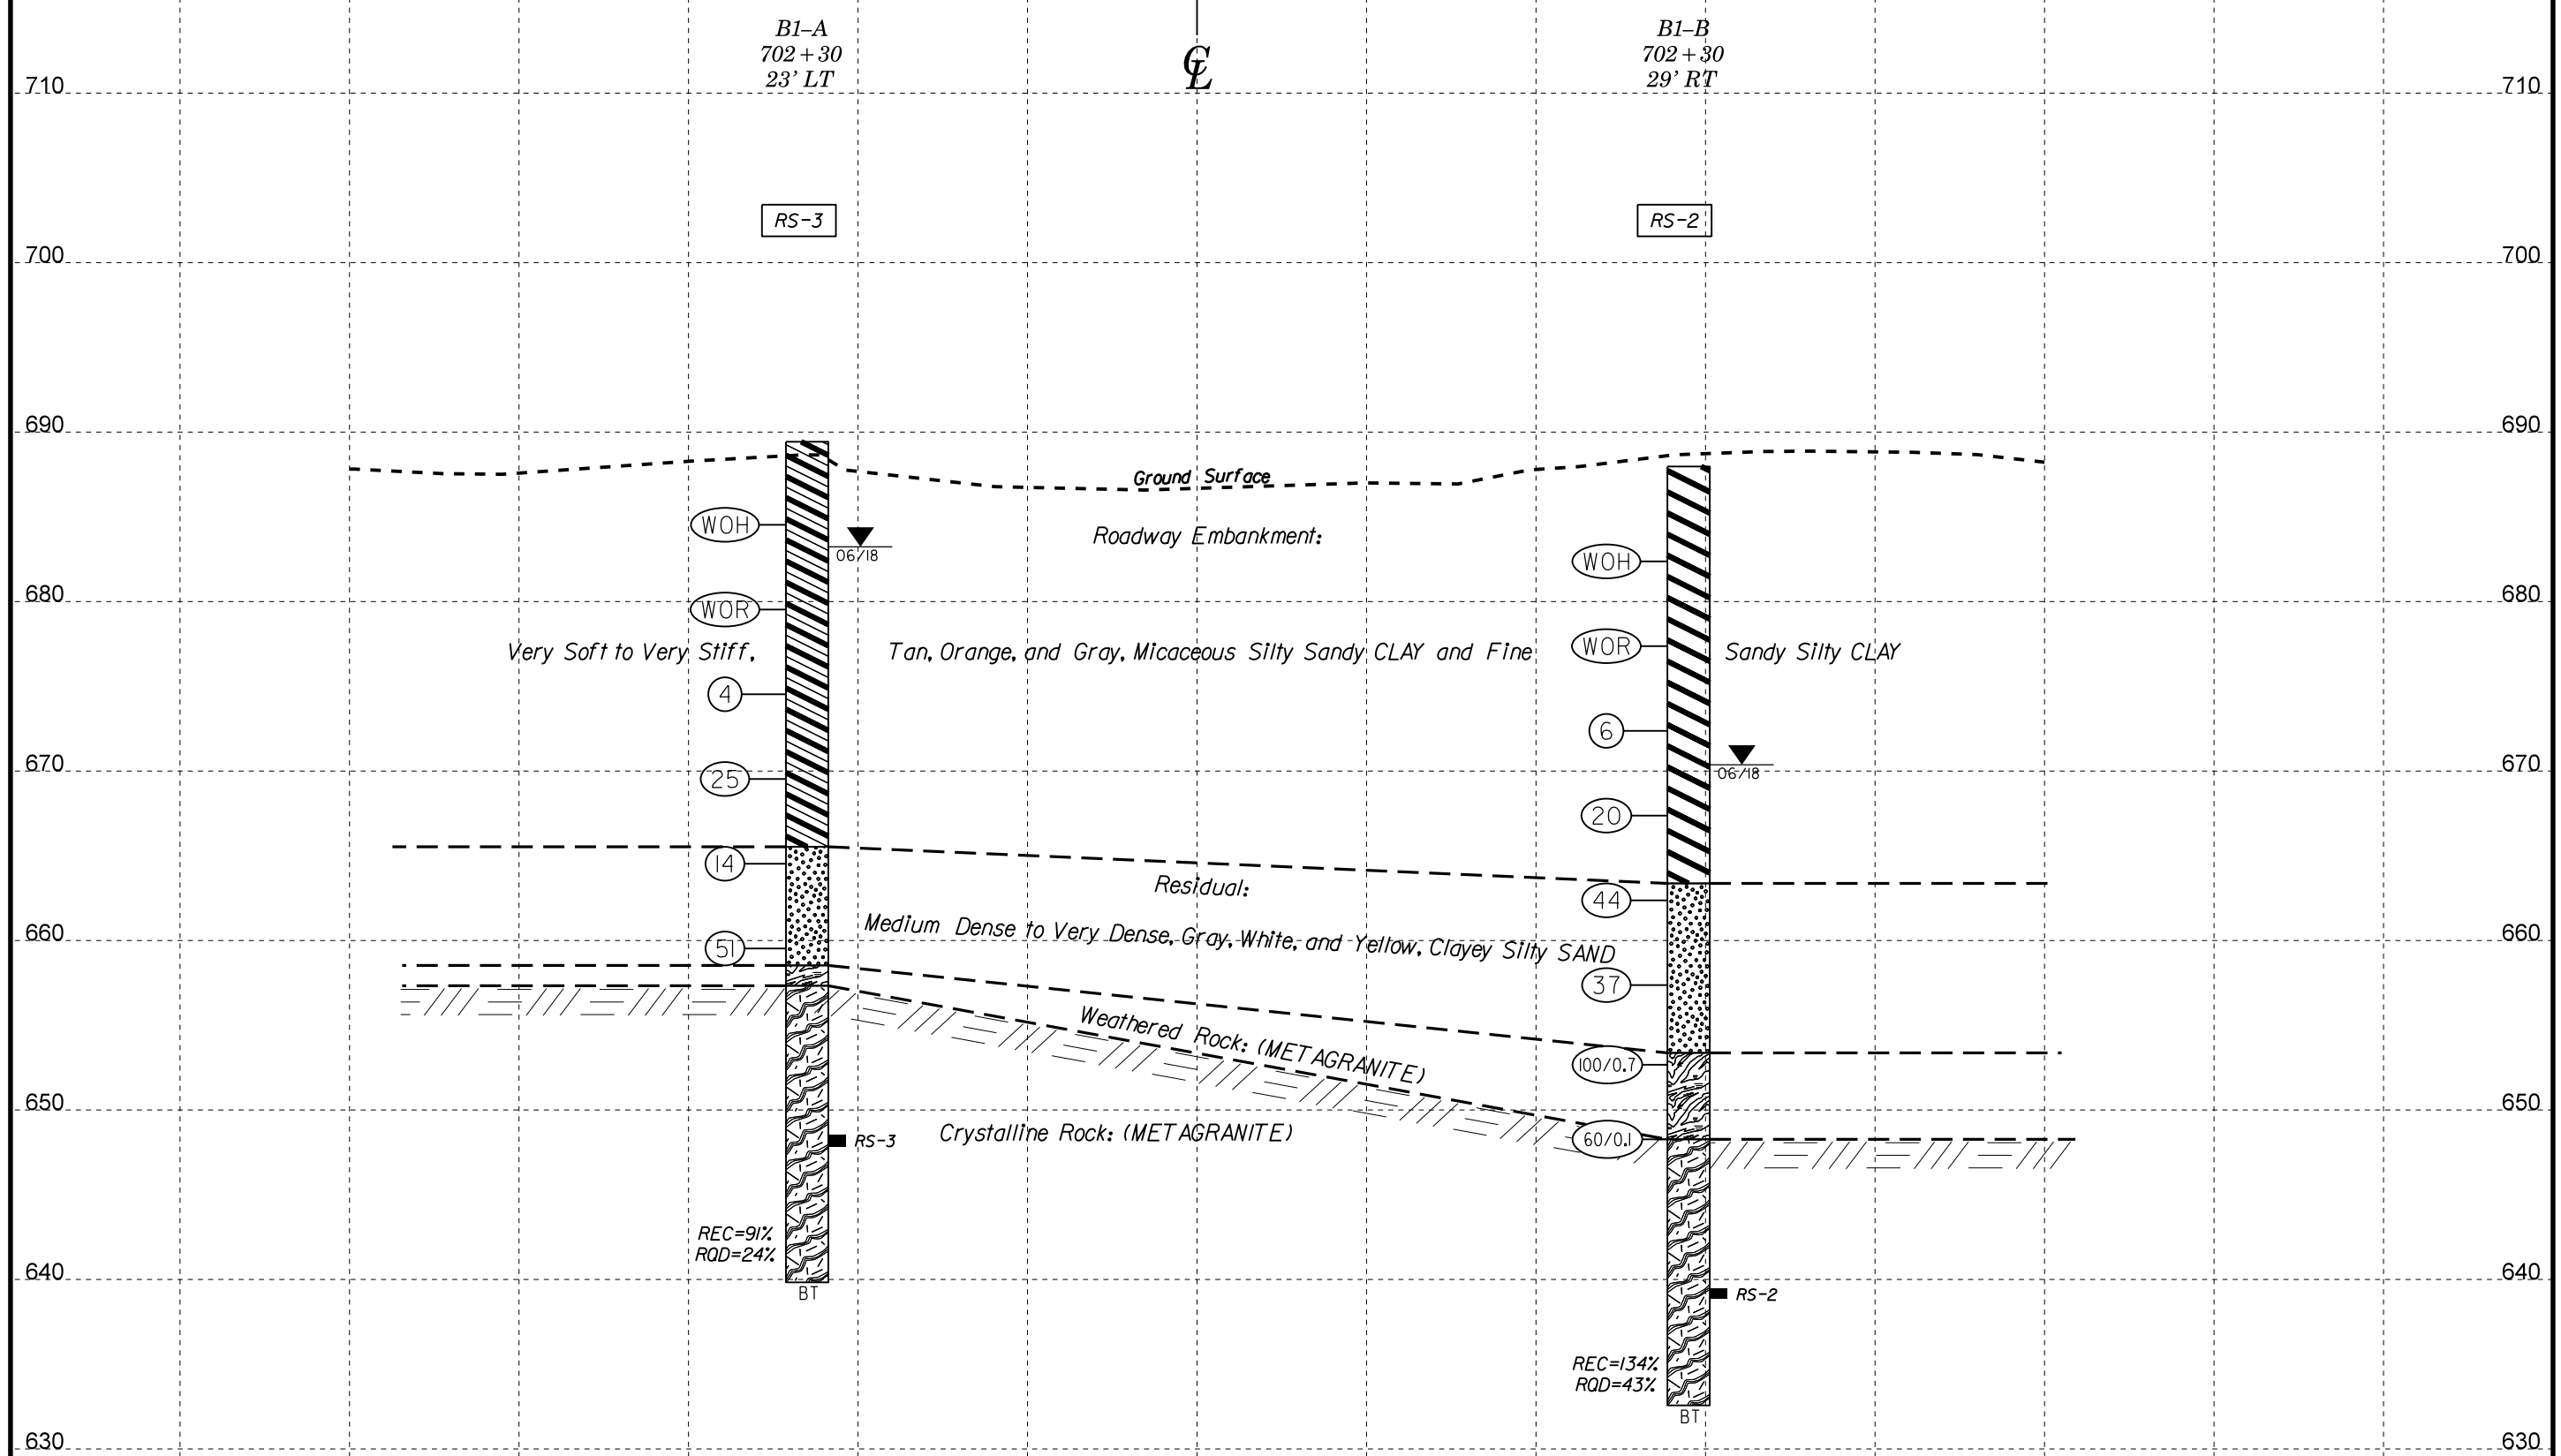 B1–A
702+30
23' LT
C L
B1–B
702+30
29' RT
710 710
RS-3 RS-2
700 700
690 690
Ground Surface
WOH
Roadway Embankment:
06/18
WOH
680 680
WOR
WOR
Very Soft to Very Stiff, Tan, Orange, and Gray, Micaceous Silty Sandy CLAY and Fine Sandy Silty CLAY
4
6
670 670
25
06/18
20
14
Residual:
44
Medium Dense to Very Dense, Gray, White, and Yellow, Clayey Silty SAND
660 660
51
37
Weathered Rock: (METAGRANITE)
100/0.7
650 650
RS-3
Crystalline Rock: (METAGRANITE)
60/0.1
REC=91%
RQD=24%
640 640
BT
RS-2
REC=134%
RQD=43%
BT
630 630